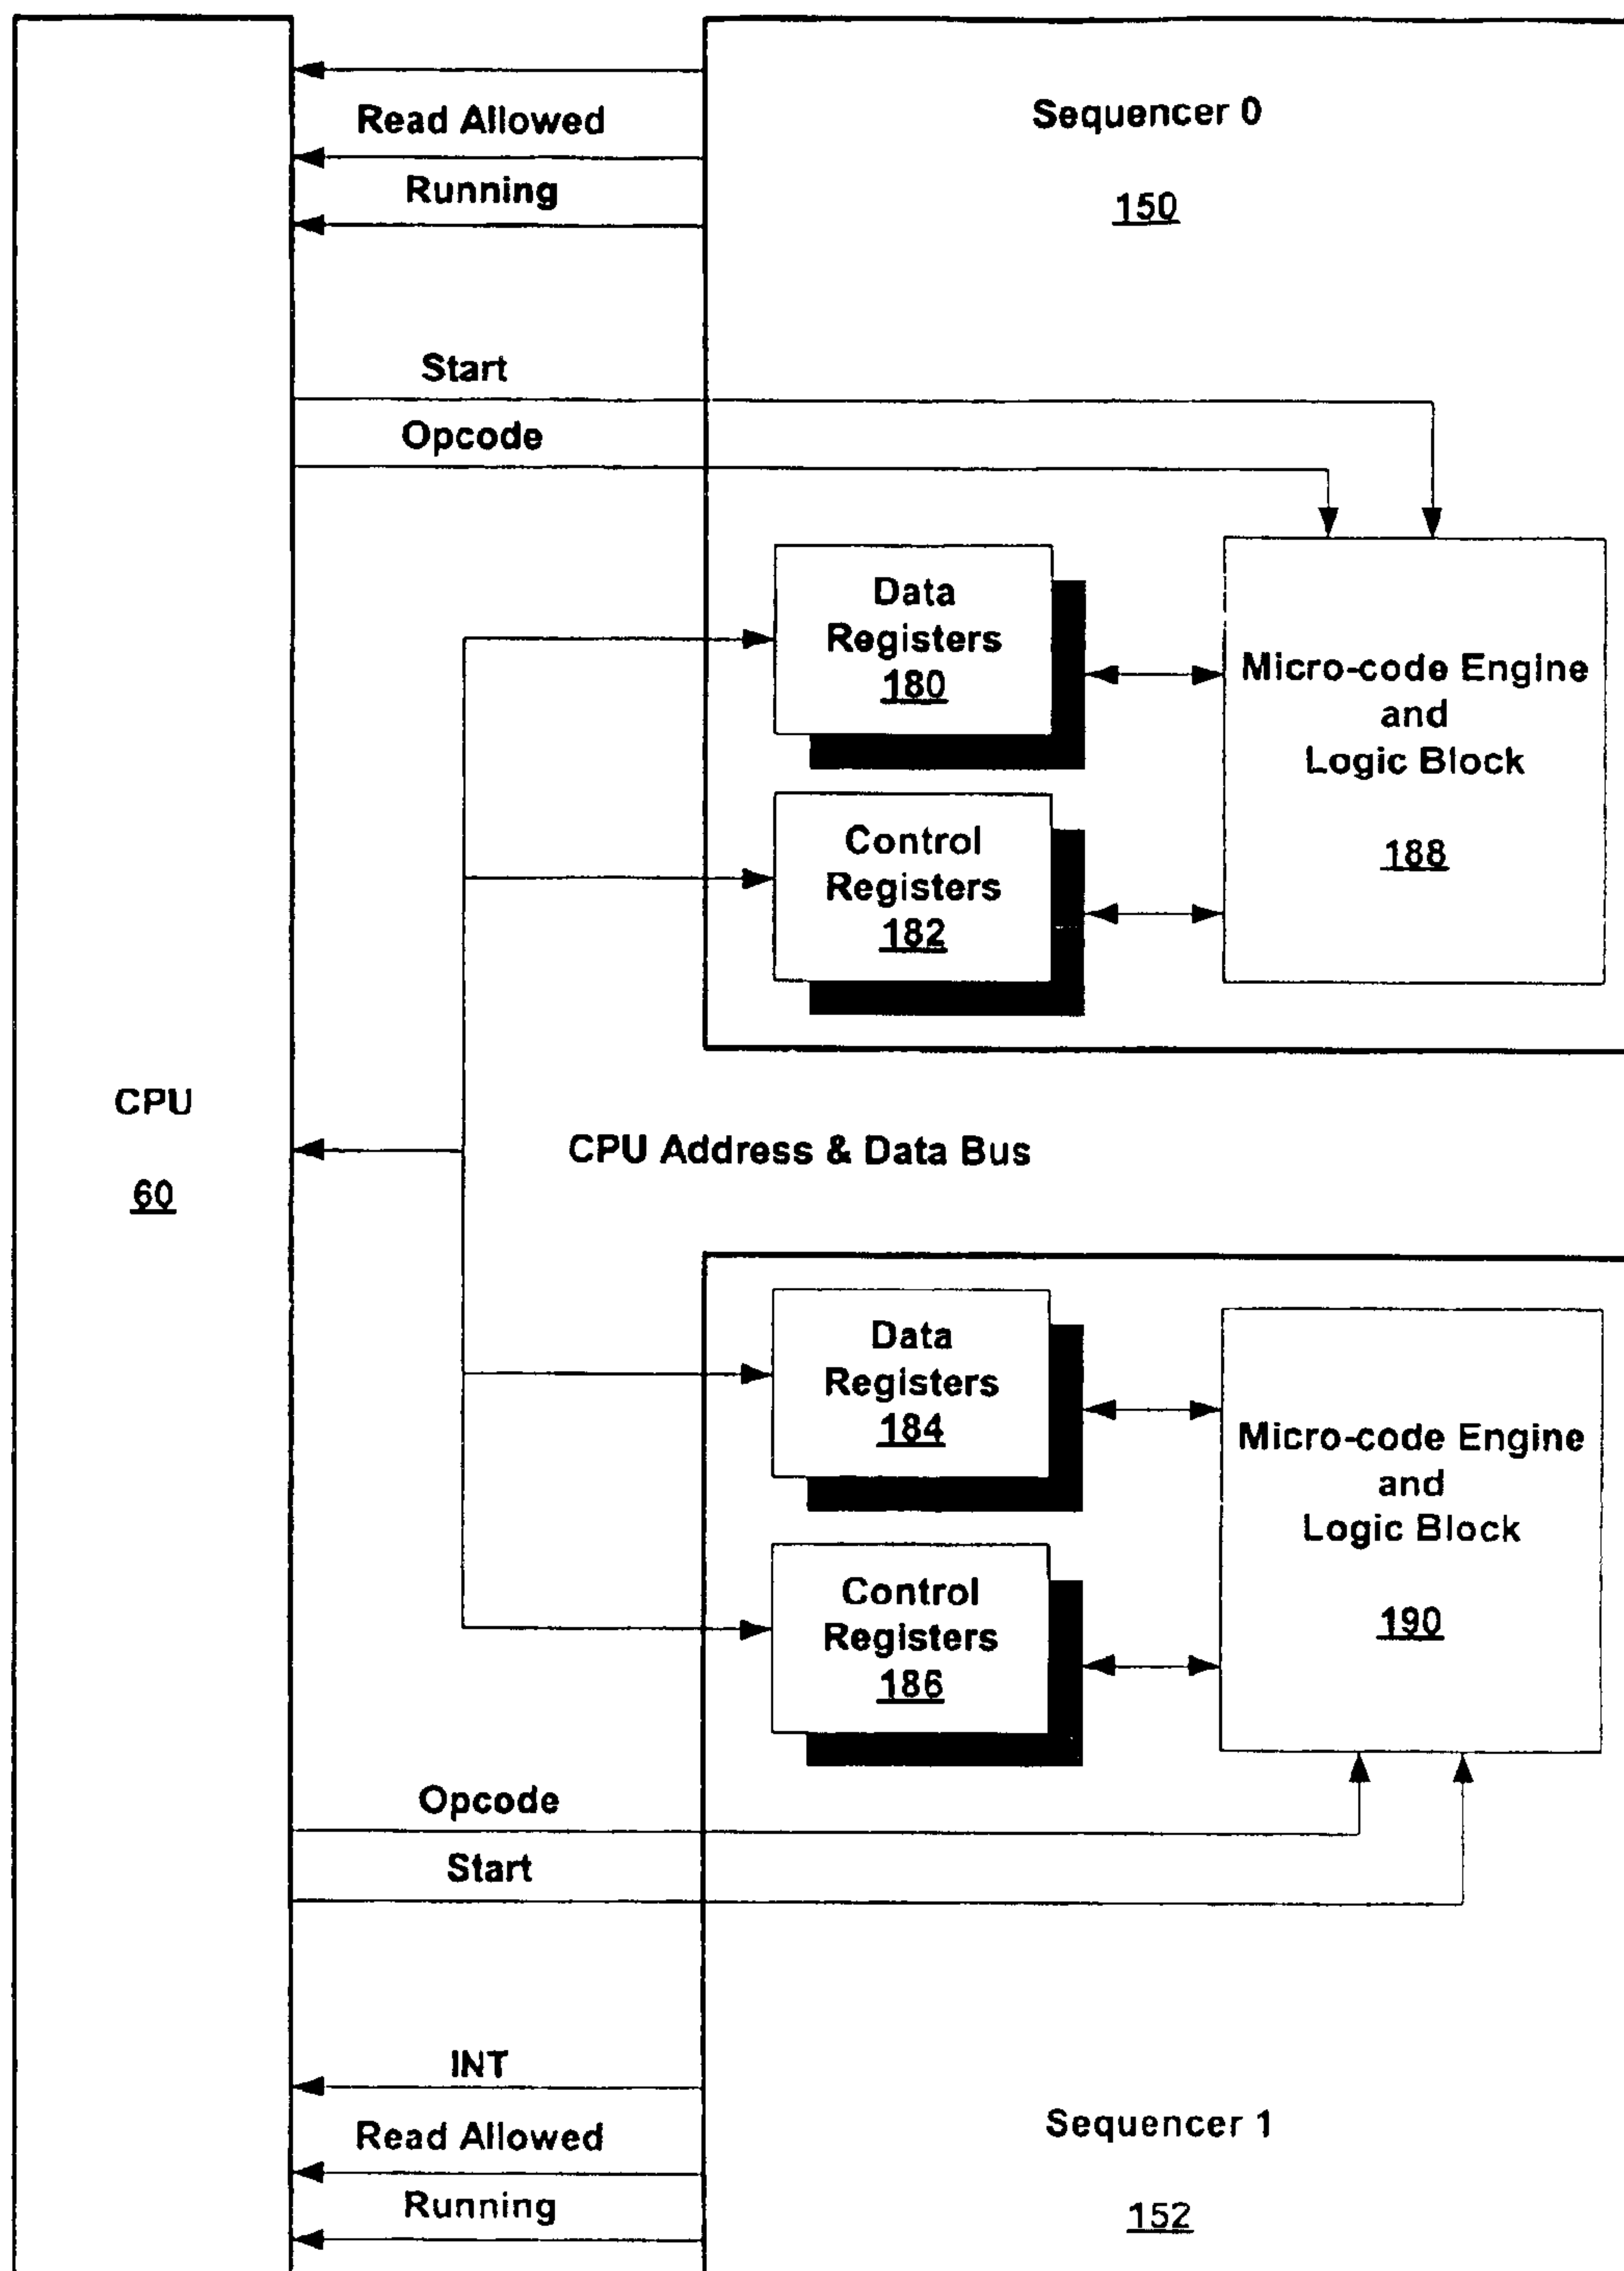 Read Allowed
Running
Sequencer 0
150
Start
Opcode
Data
Registers
180
Micro-code Engine
and
Logic Block
188
Control
Registers
182
CPU
60
CPU Address & Data Bus
Data
Registers
184
Micro-code Engine
and
Logic Block
190
Control
Registers
186
Opcode
Start
INT
Read Allowed
Running
Sequencer 1
152